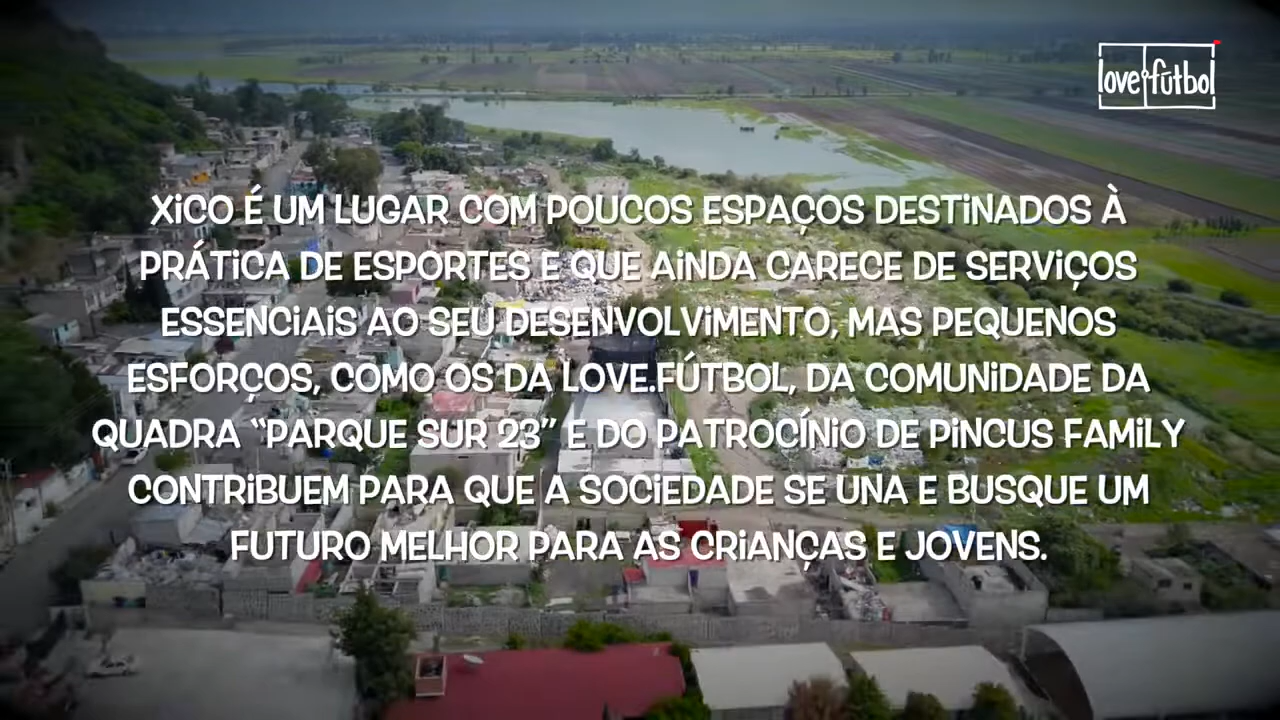 love.fútbol
XiCO É UM LUGAR COM POUCOS ESPAÇOS DESTiNADOS À
PRÁTiCA DE ESPORTES E QUE AiNDA CARECE DE SERViÇOS
ESSENCiAiS AO SEU DESENVOLViMENTO, MAS PEQUENOS
ESFORÇOS, COMO OS DA LOVE.FÚTBOL, DA COMUNiDADE DA
QUADRA “PARQUE SUR 23” E DO PATROCÍNiO DE PiNCUS FAMiLY
CONTRiBUEM PARA QUE A SOCiEDADE SE UNA E BUSQUE UM
FUTURO MELHOR PARA AS CRiANÇAS E JOVENS.